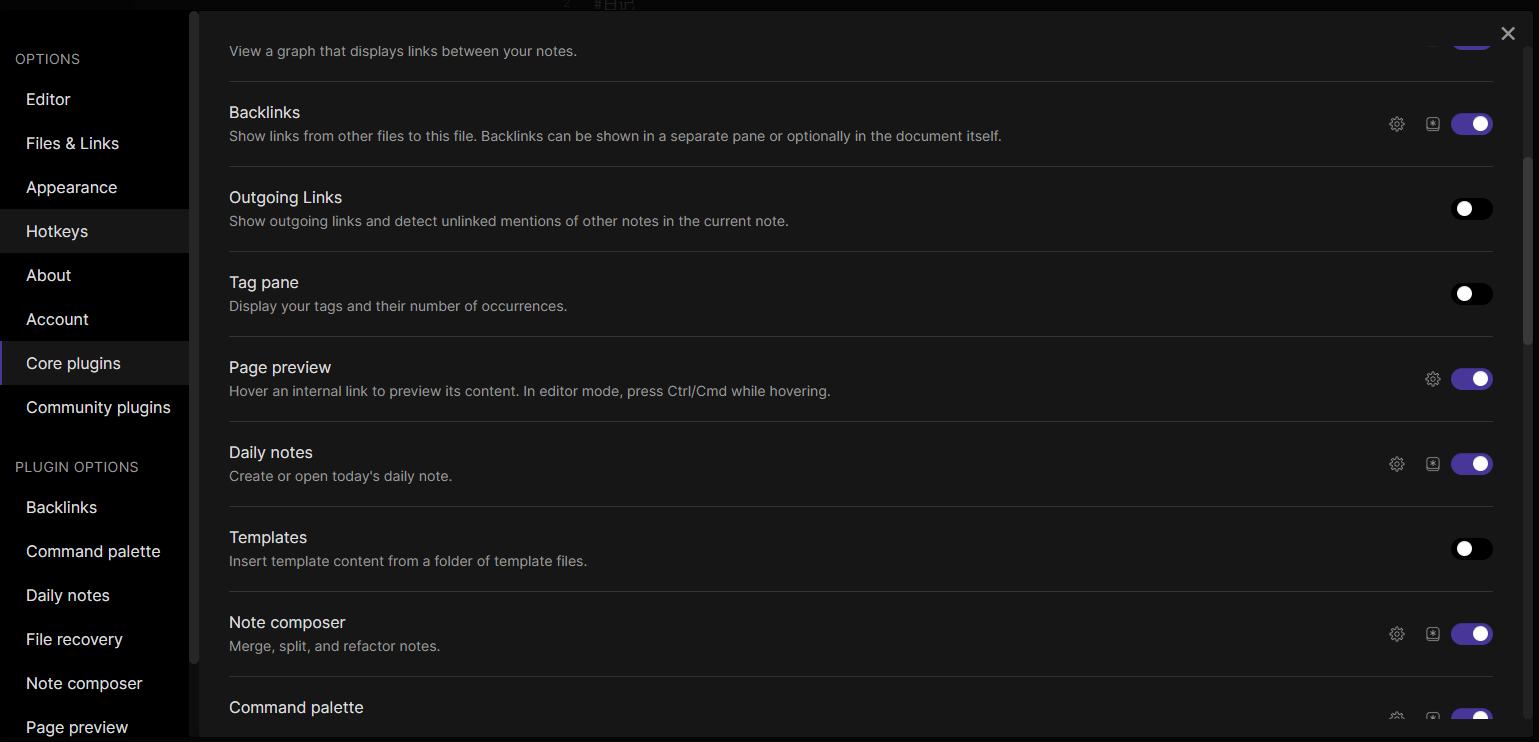 2
#日记
OPTIONS
Editor
Files & Links
Appearance
Hotkeys
About
Account
Core plugins
Community plugins
PLUGIN OPTIONS
Backlinks
Command palette
Daily notes
File recovery
Note composer
Page preview
View a graph that displays links between your notes.
Backlinks
Show links from other files to this file. Backlinks can be shown in a separate pane or optionally in the document itself.
Outgoing Links
Show outgoing links and detect unlinked mentions of other notes in the current note.
Tag pane
Display your tags and their number of occurrences.
Page preview
Hover an internal link to preview its content. In editor mode, press Ctrl/Cmd while hovering.
Daily notes
Create or open today's daily note.
Templates
Insert template content from a folder of template files.
Note composer
Merge, split, and refactor notes.
Command palette